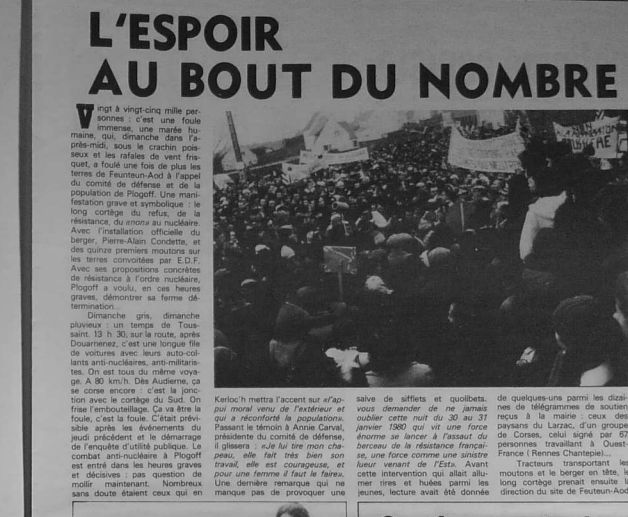 L'ESPOIR
AU BOUT DU NOMBRE
Vingt à vingt-cinq mille per-
sonnes : c'est une foule
immense, une marée hu-
maine, qui, dimanche dans l'a-
près-midi, sous le crachin pois-
seux et les rafales de vent fris-
quet, a foulé une fois de plus les
terres de Feunteun-Aod à l'appel
du comité de défense et de la
population de Plogoff. Une mani-
festation grave et symbolique : le
long cortège du refus, de la
résistance, du «non» au nucléaire.
Avec l'installation officielle du
berger, Pierre-Alain Condette, et
des quinze premiers moutons sur
les terres convoitées par E.D.F.
Avec ses propositions concrètes
de résistance à l'ordre nucléaire,
Plogoff a voulu, en ces heures
graves, démontrer sa ferme dé-
termination...
Dimanche gris, dimanche
pluvieux : un temps de Tous-
saint. 13 h 30, sur la route, après
Douarnenez, c'est une longue file
de voitures avec leurs auto-col-
lants anti-nucléaires, anti-militaris-
tes. On est tous du même voya-
ge. A 80 km/h. Dès Audierne, ça
se corse encore : c'est la jonc-
tion avec le cortège du Sud. On
frise l'embouteillage. Ça va être la
foule, c'est la foule. C'était prévi-
sible après les événements du
jeudi précédent et le démarrage
de l'enquête d'utilité publique. Le
combat anti-nucléaire à Plogoff
est entré dans les heures graves
et décisives : pas question de
mollir maintenant. Nombreux
sans doute étaient ceux qui en
Kerloc'h mettra l'accent sur «l'ap-
pui moral venu de l'extérieur et
qui a réconforté la population».
Passant le témoin à Annie Carval,
présidente du comité de défense,
il glissera : «Je lui tire mon cha-
peau, elle fait très bien son
travail, elle est courageuse, et
pour une femme il faut le faire».
Une dernière remarque qui ne
manque pas de provoquer une
salve de sifflets et quolibets.
vous demander de ne jamais
oublier cette nuit du 30 au 31
janvier 1980 qui vit une force
énorme se lancer à l'assaut du
berceau de la résistance françai-
se, une force comme une sinistre
lueur venant de l'Est». Avant
cette intervention qui allait allu-
mer rires et huées parmi les
jeunes, lecture avait été donnée
de quelques-uns parmi les dizai-
nes de télégrammes de soutien
reçus à la mairie : ceux des
paysans du Larzac, d'un groupe
de Corses, celui signé par 67
personnes travaillant à Ouest-
France ( Rennes Chantepie)...
Tracteurs transportant les
moutons et le berger en tête, le
long cortège prenait ensuite la
direction du site de Feuteun-Aod